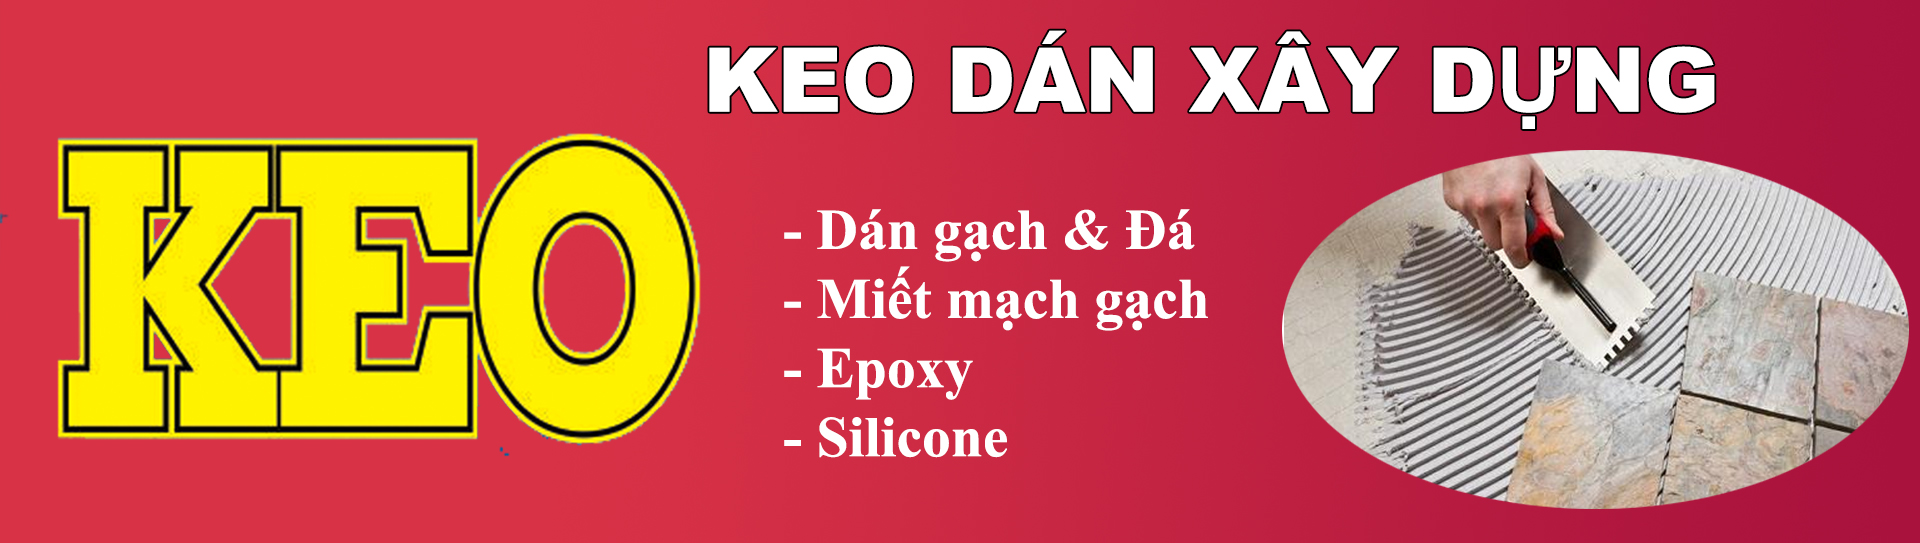 KEO DÁN XÂY DỰNG
KEO
- Dán gạch & Đá
- Miết mạch gạch
- Epoxy
- Silicone